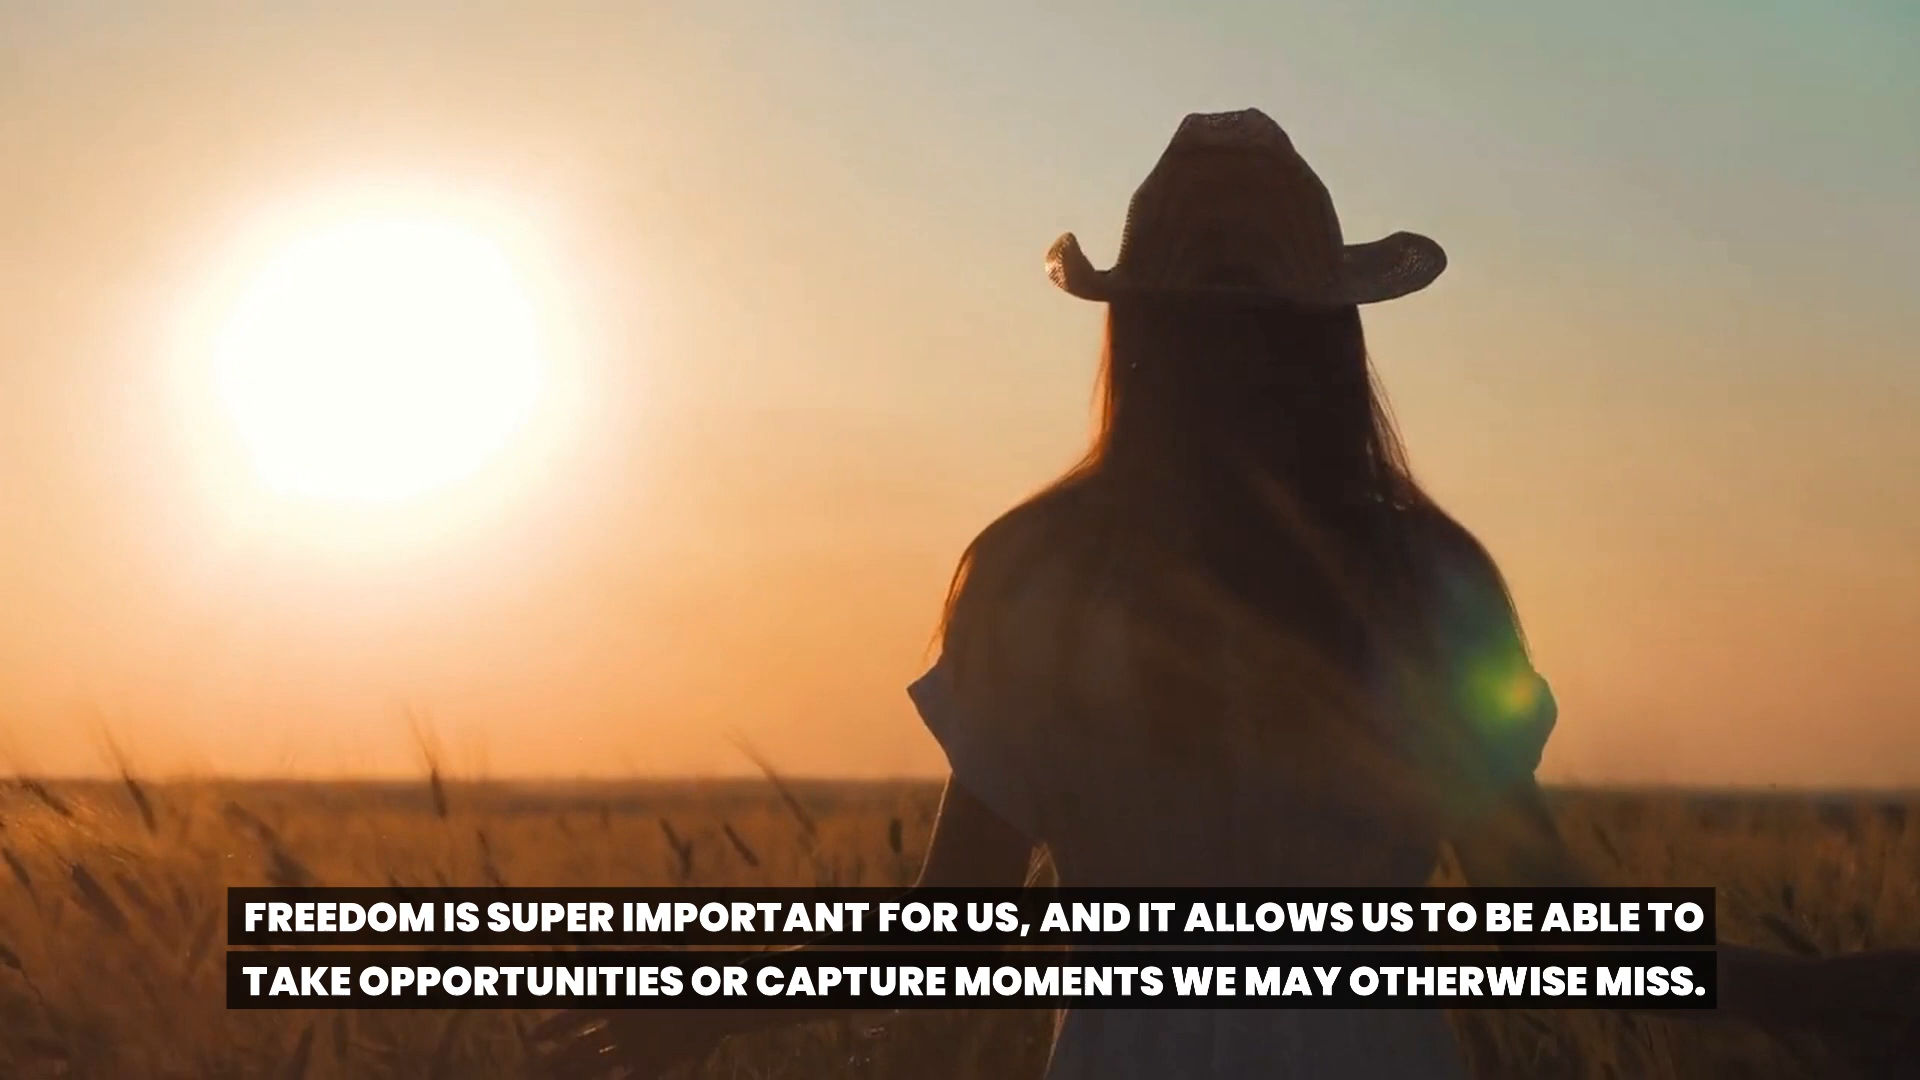 FREEDOM IS SUPER IMPORTANT FOR US, AND IT ALLOWS US TO BE ABLE TO
TAKE OPPORTUNITIES OR CAPTURE MOMENTS WE MAY OTHERWISE MISS.